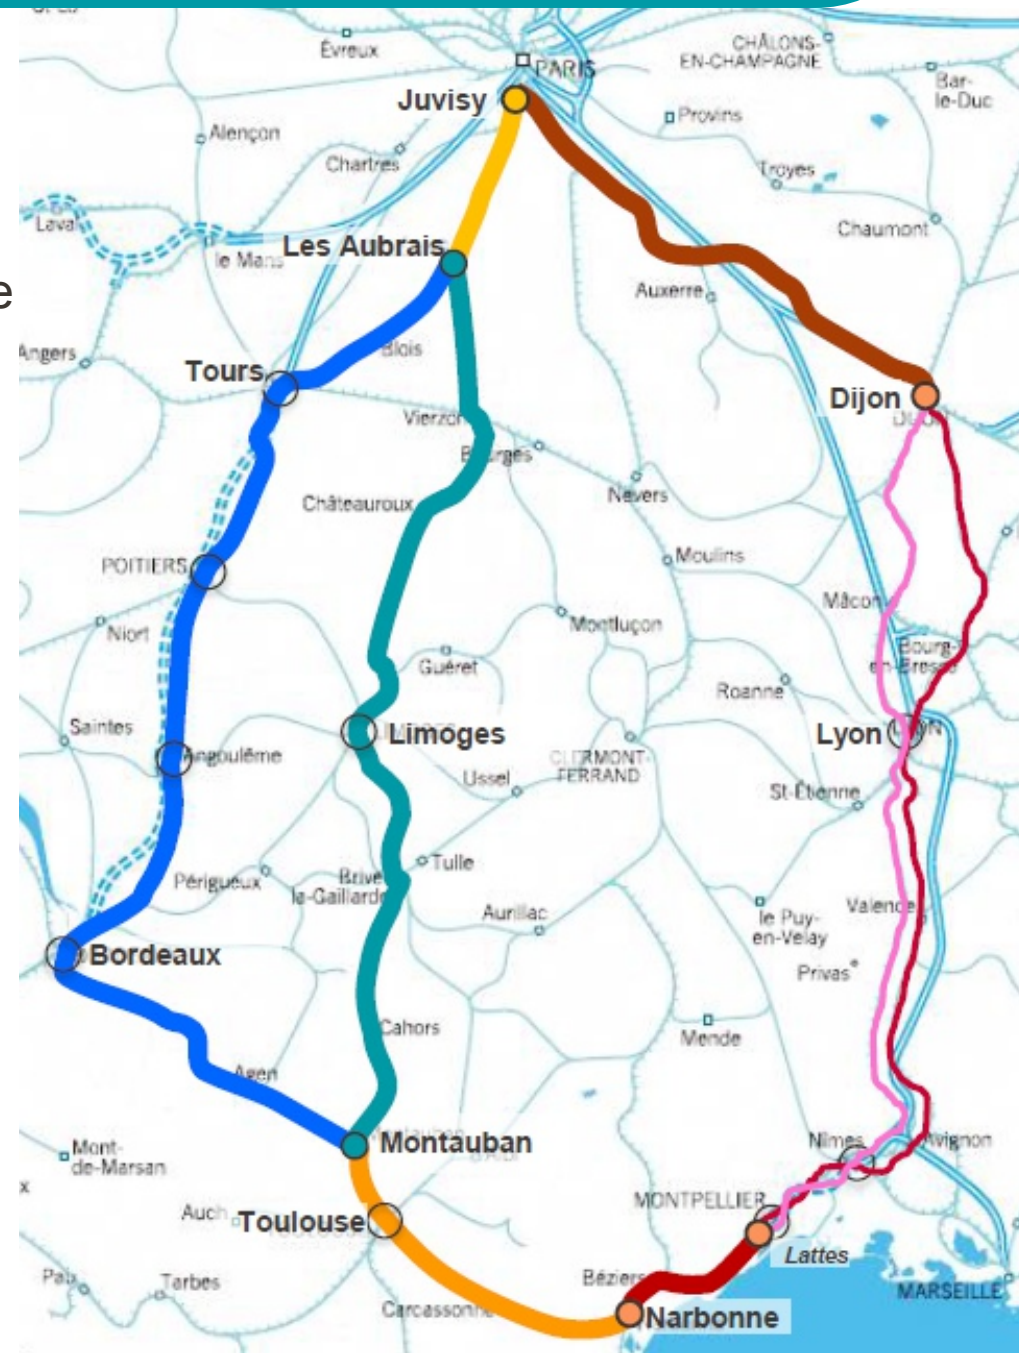 Évreux
PARIS
CHÂLONS-
EN-CHAMPAGNE
Bar-
le-Duc
Juvisy
Provins
Alençon
Chartres
Troyes
Chaumont
Laval
le Mans
Les Aubrais
Auxerre
e
Angers
Blois
Tours
Dijon
Vierzon
Bourges
Nevers
Châteauroux
POITIERS
Moulins
Mâcon
Niort
Montluçon
Guéret
Bourg-
en-Bresse
Roanne
Saintes
Limoges
Lyon
Angoulême
CLERMONT-
FERRAND
Ussel
St-Étienne
Tulle
Périgueux
Brive
la-Gaillarde
Aurillac
le Puy-
en-Velay
Valence
Bordeaux
Privas
Cahors
Mende
Agen
Montauban
Nîmes
Avignon
Mont-
de-Marsan
x
MONTPELLIER
Auch
Toulouse
Lattes
Béziers
Pau
Tarbes
Carcassonne
Narbonne
MARSEILLE